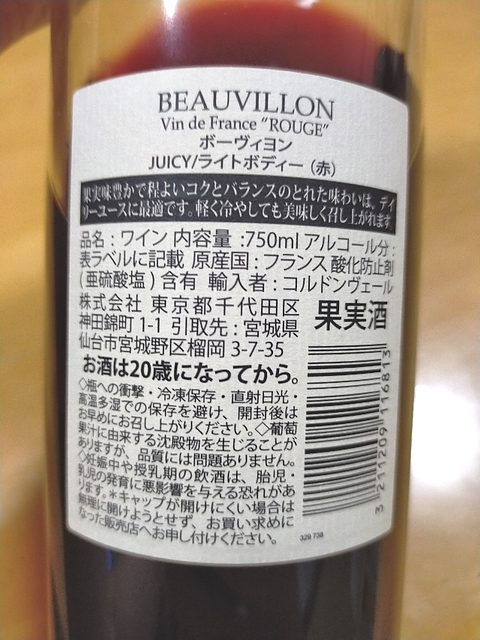 BEAUVILLON
Vin de France "ROUGE"
ボーヴィヨン
JUICY/ライトボディー（赤）
果実味豊かで程よいコクとバランスのとれた味わいは、デイ
リーユースに最適です。軽く冷やしても美味しく召し上がれます
品名：ワイン 内容量 :750ml アルコール分：
表ラベルに記載 原産国：フランス 酸化防止剤
(亜硫酸塩) 含有 輸入者：コルドンヴェール
株式会社 東京都千代田区
神田錦町 1-1 引取先：宮城県
仙台市宮城野区榴岡 3-7-35
果実酒
お酒は20歳になってから。
◇瓶への衝撃・冷凍保存・直射日光・
高温多湿での保存を避け、開封後は
お早めにお召し上がりください。◇葡萄
果汁に由来する沈殿物を生じることが
ありますが、品質には問題ありません。
◇妊娠中や授乳期の飲酒は、胎児・
乳児の発育に悪影響を与える恐れがあ
ります。＊キャップが開けにくい場合は
無理に開けようとせず、お買い求めに
なった販売店へお申し付けください。
3 211209 116813
329 738